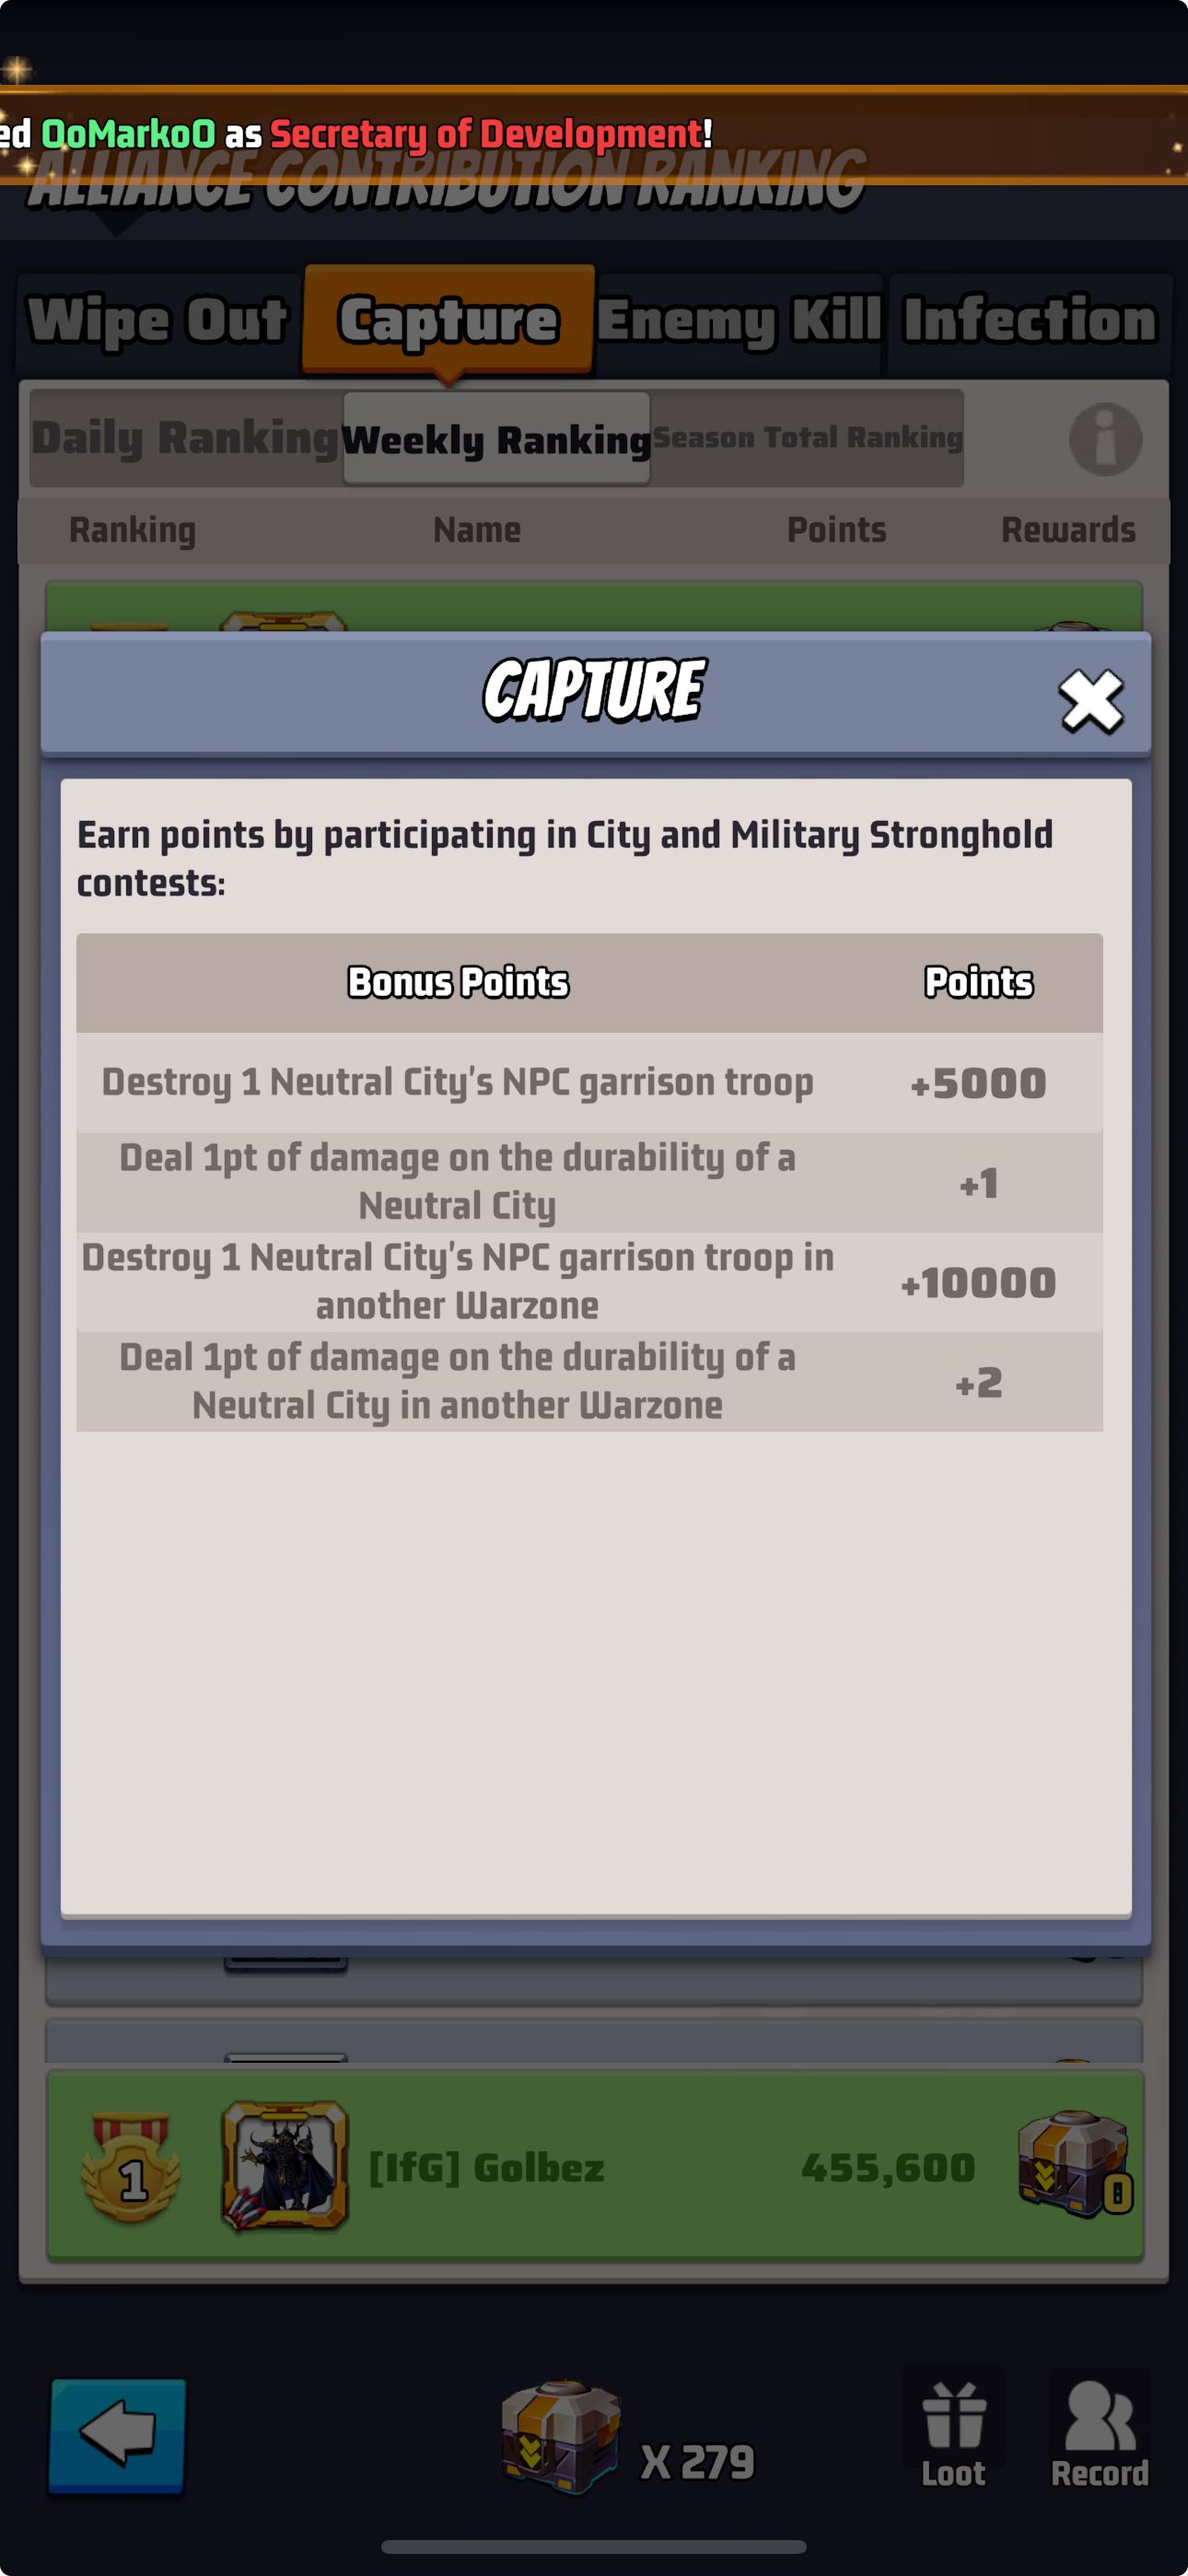 ed OoMarkoO as Secretary of Development!
ALLIANCE CONTRIBUTION RANKING
Wipe Out
Capture
Enemy Kill
Infection
Daily Ranking
Weekly Ranking
Season Total Ranking
Ranking
Name
Points
Rewards
CAPTURE
Earn points by participating in City and Military Stronghold
contests:
Bonus Points
Points
Destroy 1 Neutral City's NPC garrison troop
+5000
Deal 1pt of damage on the durability of a
Neutral City
+1
Destroy 1 Neutral City's NPC garrison troop in
another Warzone
+10000
Deal 1pt of damage on the durability of a
Neutral City in another Warzone
+2
1
[IfG] Golbez
455,600
0
X 279
Loot
Record